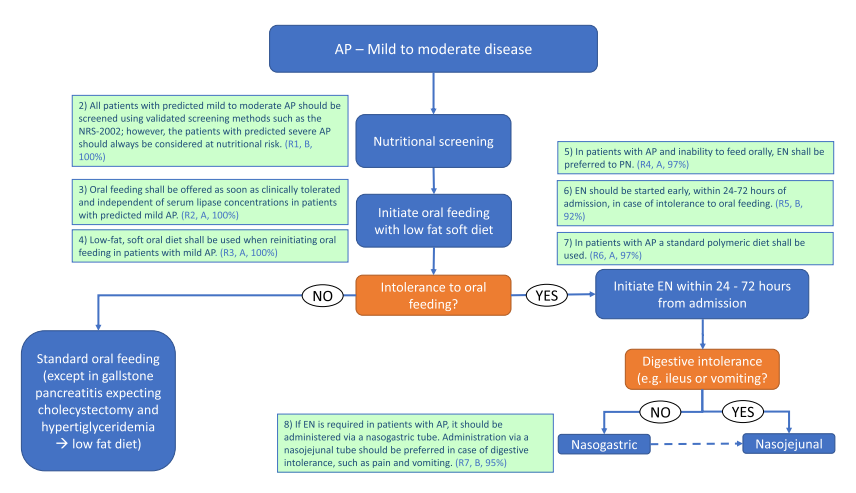 AP – Mild to moderate disease
2) All patients with predicted mild to moderate AP should be
screened using validated screening methods such as the
NRS-2002; however, the patients with predicted severe AP
should always be considered at nutritional risk. (R1, B,
100%)
Nutritional screening
5) In patients with AP and inability to feed orally, EN shall be
preferred to PN. (R4, A, 97%)
3) Oral feeding shall be offered as soon as clinically tolerated
and independent of serum lipase concentrations in patients
with predicted mild AP. (R2, A, 100%)
Initiate oral feeding
with low fat soft diet
6) EN should be started early, within 24-72 hours of
admission, in case of intolerance to oral feeding. (R5, B,
92%)
4) Low-fat, soft oral diet shall be used when reinitiating oral
feeding in patients with mild AP. (R3, A, 100%)
7) In patients with AP a standard polymeric diet shall be
used. (R6, A, 97%)
NO
Intolerance to oral
feeding?
YES
Initiate EN within 24 - 72 hours
from admission
Standard oral feeding
(except in gallstone
pancreatitis expecting
cholecystectomy and
hypertiglyceridemia
→ low fat diet)
Digestive intolerance
(e.g. ileus or vomiting?
NO
YES
8) If EN is required in patients with AP, it should be
administered via a nasogastric tube. Administration via a
nasojejunal tube should be preferred in case of digestive
intolerance, such as pain and vomiting. (R7, B, 95%)
Nasogastric
Nasojejunal